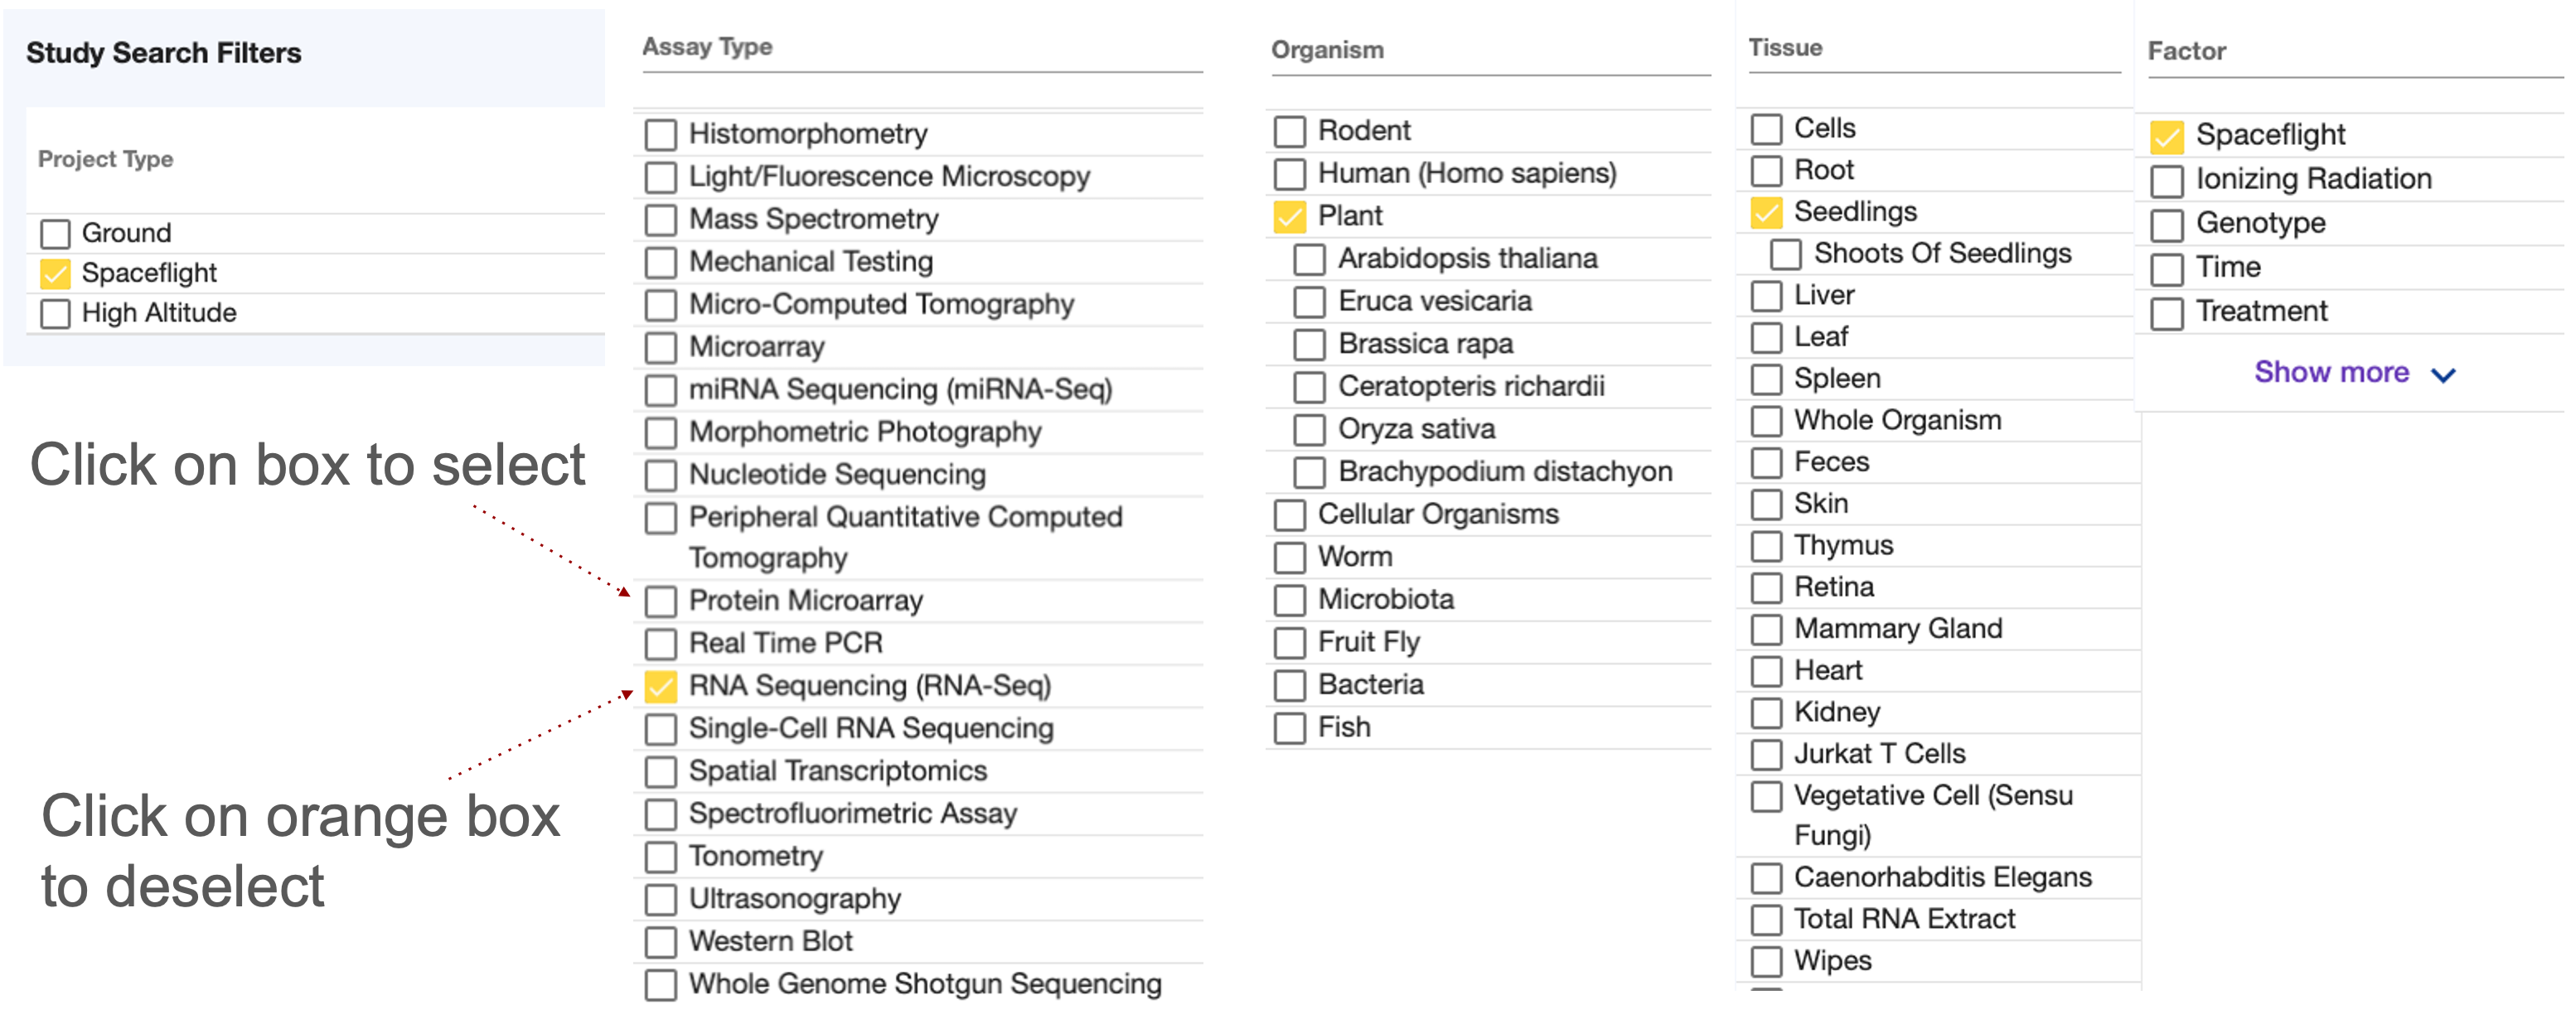 Study Search Filters
Project Type
Ground
Spaceflight
High Altitude
Click on box to select
Click on orange box
to deselect
Assay Type
Histomorphometry
Light/Fluorescence Microscopy
Mass Spectrometry
Mechanical Testing
Micro-Computed Tomography
Microarray
miRNA Sequencing (miRNA-Seq)
Morphometric Photography
Nucleotide Sequencing
Peripheral Quantitative Computed
Tomography
Protein Microarray
Real Time PCR
RNA Sequencing (RNA-Seq)
Single-Cell RNA Sequencing
Spatial Transcriptomics
Spectrofluorimetric Assay
Tonometry
Ultrasonography
Western Blot
Whole Genome Shotgun Sequencing
Organism
Rodent
Human (Homo sapiens)
Plant
Arabidopsis thaliana
Eruca vesicaria
Brassica rapa
Ceratopteris richardii
Oryza sativa
Brachypodium distachyon
Cellular Organisms
Worm
Microbiota
Fruit Fly
Bacteria
Fish
Tissue
Cells
Root
Seedlings
Shoots Of Seedlings
Liver
Leaf
Spleen
Whole Organism
Feces
Skin
Thymus
Retina
Mammary Gland
Heart
Kidney
Jurkat T Cells
Vegetative Cell (Sensu
Fungi)
Caenorhabditis Elegans
Total RNA Extract
Wipes
Factor
Spaceflight
Ionizing Radiation
Genotype
Time
Treatment
Show more